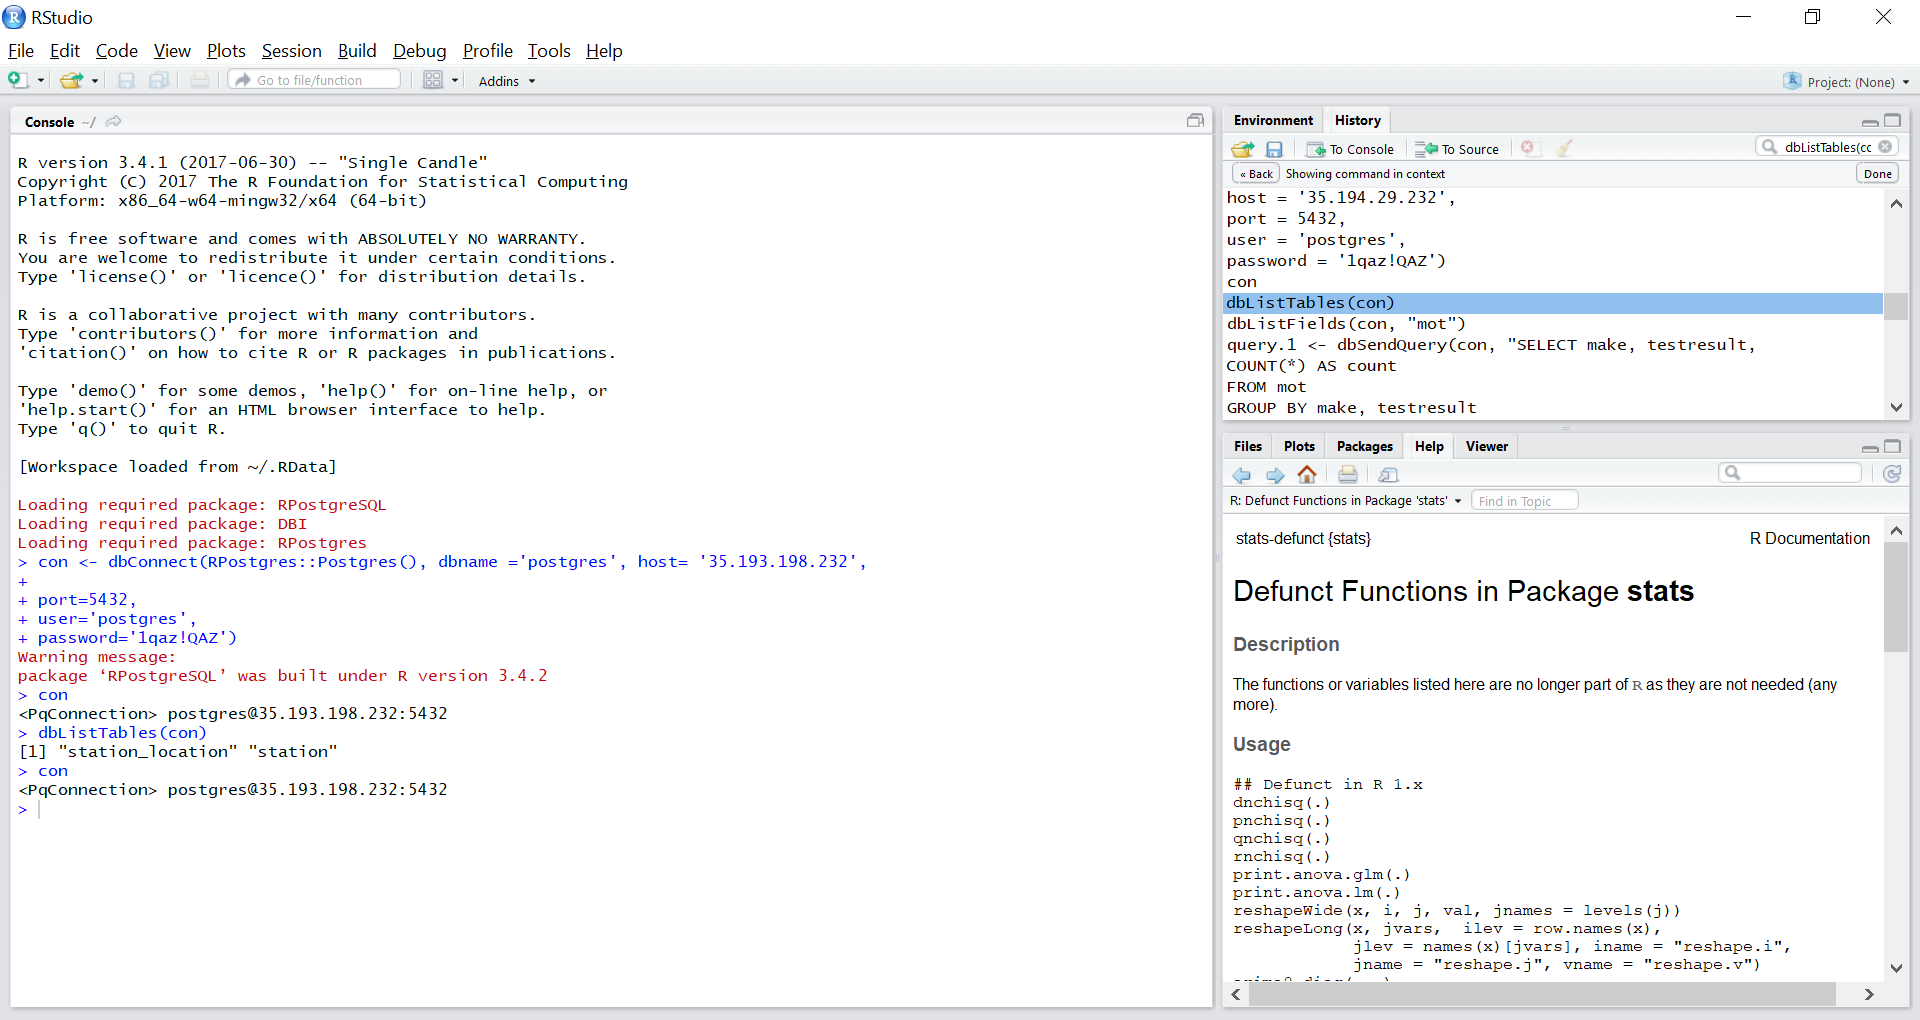 RStudio
File Edit Code View Plots Session Build Debug Profile Tools Help
Go to file/function Addins Project: (None)
Console ~/
R version 3.4.1 (2017-06-30) -- "Single Candle"
Copyright (C) 2017 The R Foundation for Statistical Computing
Platform: x86_64-w64-mingw32/x64 (64-bit)
R is free software and comes with ABSOLUTELY NO WARRANTY.
You are welcome to redistribute it under certain conditions.
Type 'license()' or 'licence()' for distribution details.
R is a collaborative project with many contributors.
Type 'contributors()' for more information and
'citation()' on how to cite R or R packages in publications.
Type 'demo()' for some demos, 'help()' for on-line help, or
'help.start()' for an HTML browser interface to help.
Type 'q()' to quit R.
[Workspace loaded from ~/.RData]
Loading required package: RPostgreSQL
Loading required package: DBI
Loading required package: RPostgres
> con <- dbConnect(RPostgres::Postgres(), dbname ='postgres', host= '35.193.198.232',
+
+ port=5432,
+ user='postgres',
+ password='1qaz!QAZ')
Warning message:
package ‘RPostgreSQL’ was built under R version 3.4.2
> con
<PqConnection> postgres@35.193.198.232:5432
> dbListTables(con)
[1] "station_location" "station"
> con
<PqConnection> postgres@35.193.198.232:5432
>
Environment History
To Console To Source dbListTables(cc
« Back Showing command in context Done
host = '35.194.29.232',
port = 5432,
user = 'postgres',
password = '1qaz!QAZ')
con
dbListTables(con)
dbListFields(con, "mot")
query.1 <- dbSendQuery(con, "SELECT make, testresult,
COUNT(*) AS count
FROM mot
GROUP BY make, testresult
Files Plots Packages Help Viewer
R: Defunct Functions in Package 'stats' Find in Topic
stats-defunct {stats} R Documentation
Defunct Functions in Package stats
Description
The functions or variables listed here are no longer part of R as they are not needed (any
more).
Usage
## Defunct in R 1.x
dnchisq(.)
pnchisq(.)
qnchisq(.)
rnchisq(.)
print.anova.glm(.)
print.anova.lm(.)
reshapeWide(x, i, j, val, jnames = levels(j))
reshapeLong(x, jvars, ilev = row.names(x),
jlev = names(x)[jvars], iname = "reshape.i",
jname = "reshape.j", vname = "reshape.v")